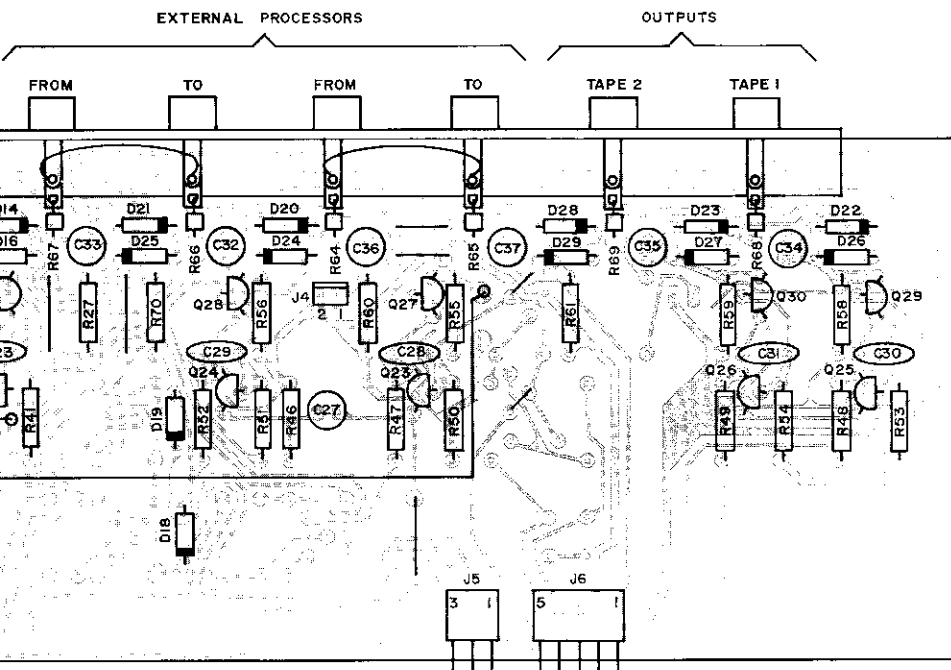 EXTERNAL PROCESSORS
OUTPUTS
FROM
TO
FROM
TO
TAPE 2
TAPE 1
D14
D21
D20
D28
D23
D22
D16
R67
C33
D25
R66
C32
D24
R64
C36
R65
C37
D29
R69
C35
D27
R68
C34
D26
R27
R70
Q28
R56
J4
2 1
R60
Q27
R55
R61
R59
Q30
R58
Q29
C23
C29
C28
C31
C30
Q24
Q23
Q26
Q25
R41
D19
R52
R51
R46
C27
R47
R50
R49
R54
R48
R53
D18
J5
J6
3 1
5 1